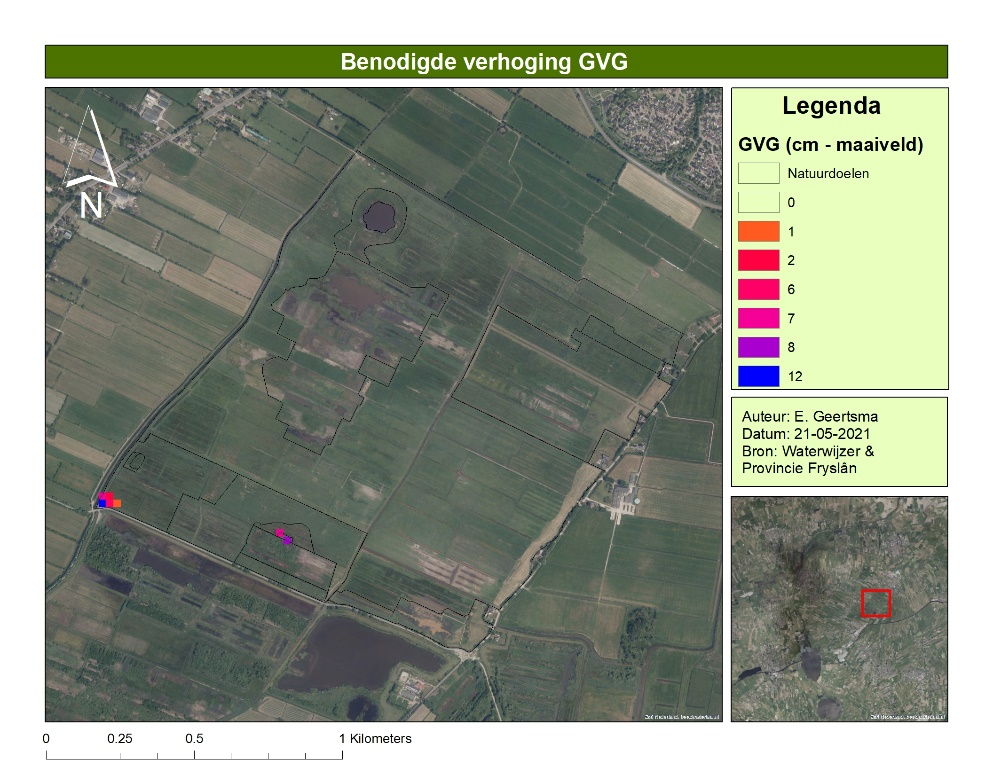 Benodigde verhoging GVG
N
Legenda
GVG (cm - maaiveld)
Natuurdoelen
0
1
2
6
7
8
12
Auteur: E. Geertsma
Datum: 21-05-2021
Bron: Waterwijzer &
Provincie Fryslân
0 0.25 0.5 1 Kilometers